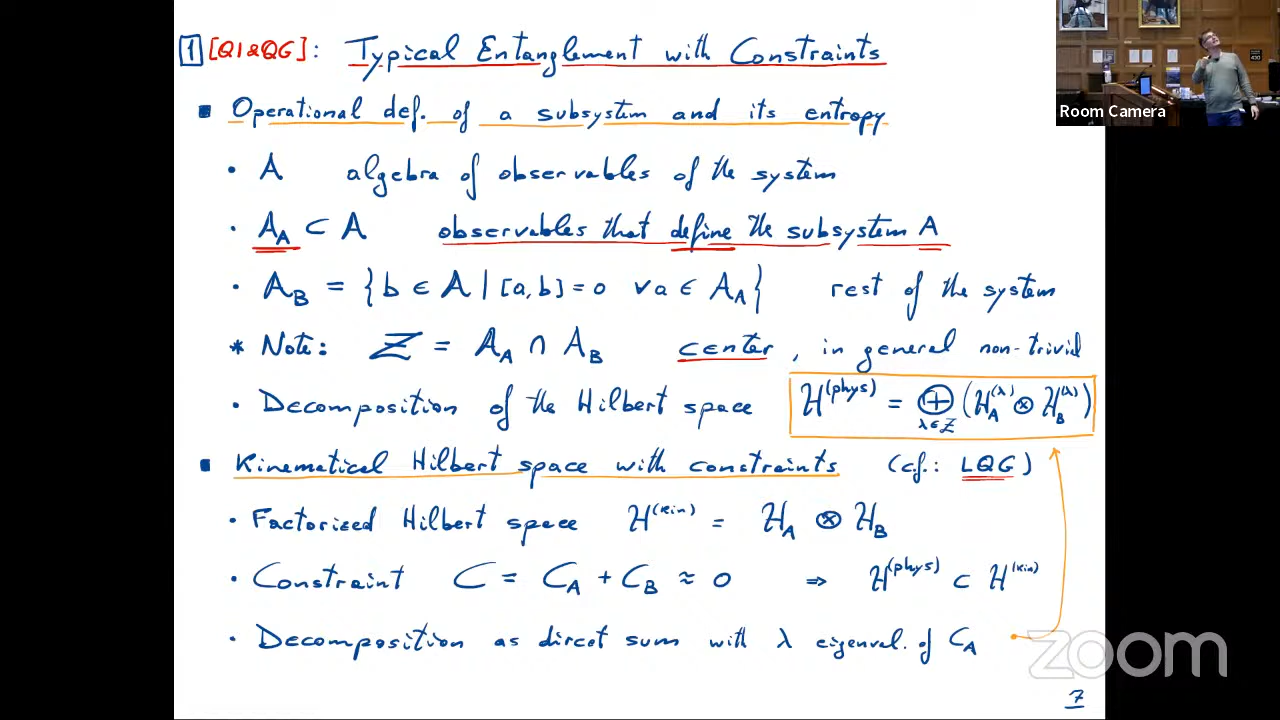 1 [QI&QG]: Typical Entanglement with Constraints
Room Camera
▪ Operational def. of a subsystem and its entropy
• A algebra of observables of the system
• A_A ⊂ A observables that define the subsystem A
• A_B = {b ∈ A | [a,b]=0 ∀a ∈ A_A} rest of the system
* Note: Z = A_A ∩ A_B center, in general non-trivial
• Decomposition of the Hilbert space H^(phys) = ⊕_{λ∈Z} (H_A^(λ) ⊗ H_B^(λ))
▪ Kinematical Hilbert space with constraints (cf.: LQG)
• Factorized Hilbert space H^(kin) = H_A ⊗ H_B
• Constraint C = C_A + C_B ≈ 0 ⇒ H^(phys) ⊂ H^(kin)
• Decomposition as direct sum with λ eigenval. of C_A
zoom
7